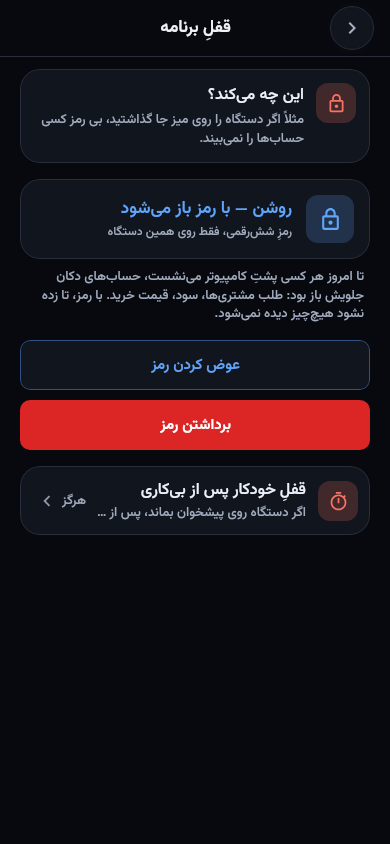 قفلِ برنامه
این چه می‌کند؟
مثلاً اگر دستگاه را روی میز جا گذاشتید، بی رمز کسی
حساب‌ها را نمی‌بیند.
روشن — با رمز باز می‌شود
رمزِ شش‌رقمی، فقط روی همین دستگاه
تا امروز هر کسی پشتِ کامپیوتر می‌نشست، حساب‌های دکان
جلویش باز بود: طلب مشتری‌ها، سود، قیمت خرید. با رمز، تا زده
نشود هیچ‌چیز دیده نمی‌شود.
عوض کردن رمز
برداشتن رمز
قفلِ خودکار پس از بی‌کاری
هرگز
اگر دستگاه روی پیشخوان بماند، پس از ...